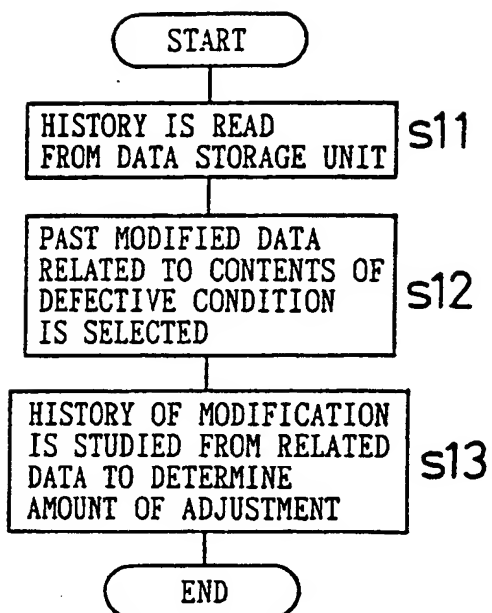 START
HISTORY IS READ
FROM DATA STORAGE UNIT
S11
PAST MODIFIED DATA
RELATED TO CONTENTS OF
DEFECTIVE CONDITION
IS SELECTED
S12
HISTORY OF MODIFICATION
IS STUDIED FROM RELATED
DATA TO DETERMINE
AMOUNT OF ADJUSTMENT
S13
END